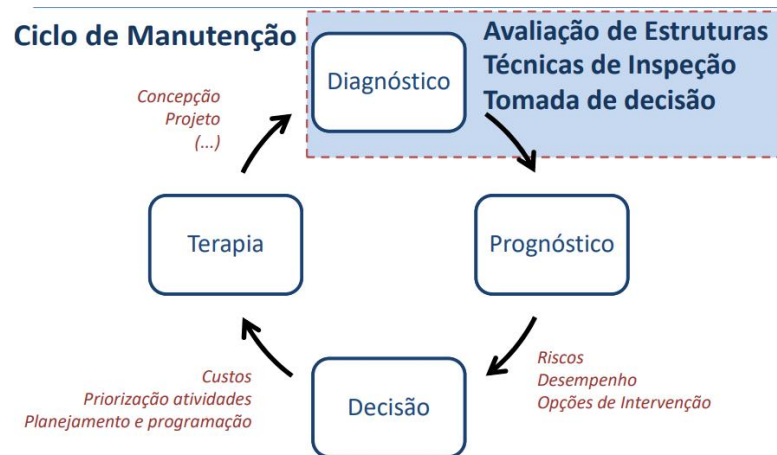 Ciclo de Manutenção
Diagnóstico
Avaliação de Estruturas
Técnicas de Inspeção
Tomada de decisão
Concepção
Projeto
(...)
Terapia
Prognóstico
Riscos
Desempenho
Opções de Intervenção
Custos
Priorização atividades
Planejamento e programação
Decisão